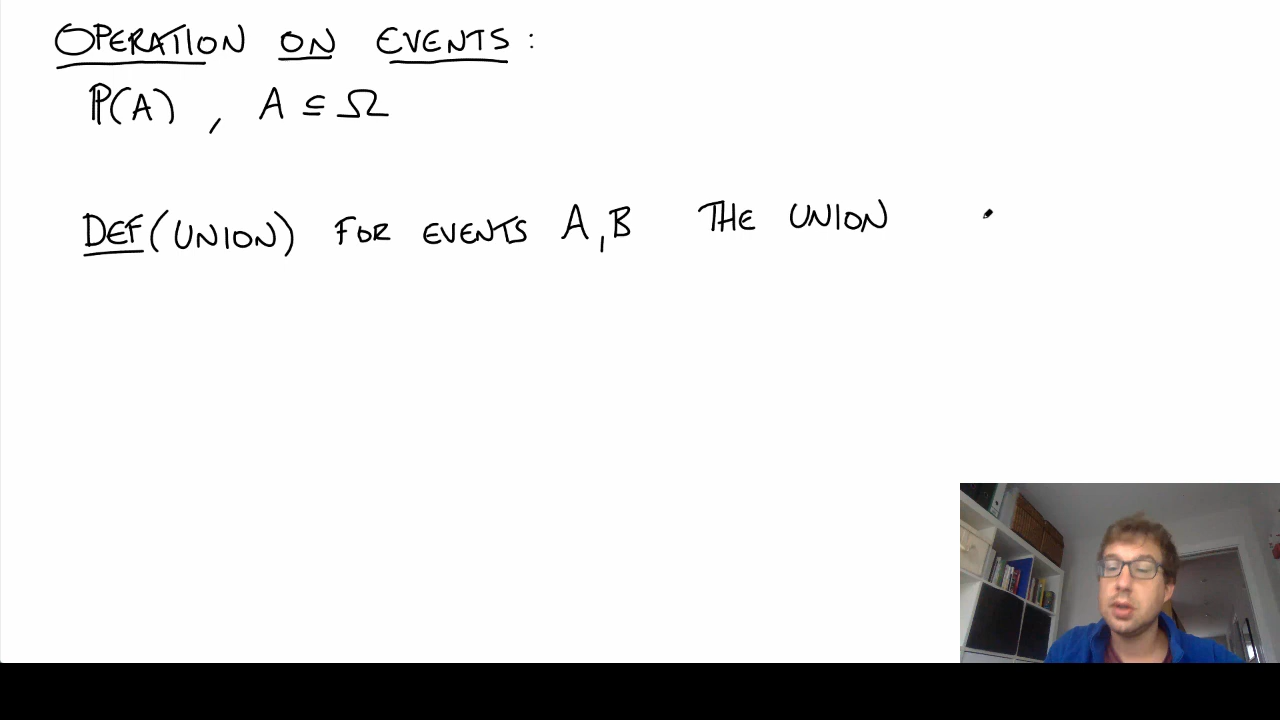 OPERATION ON EVENTS:
ℙ(A) , A ⊆ Ω
DEF (UNION) FOR EVENTS A, B THE UNION